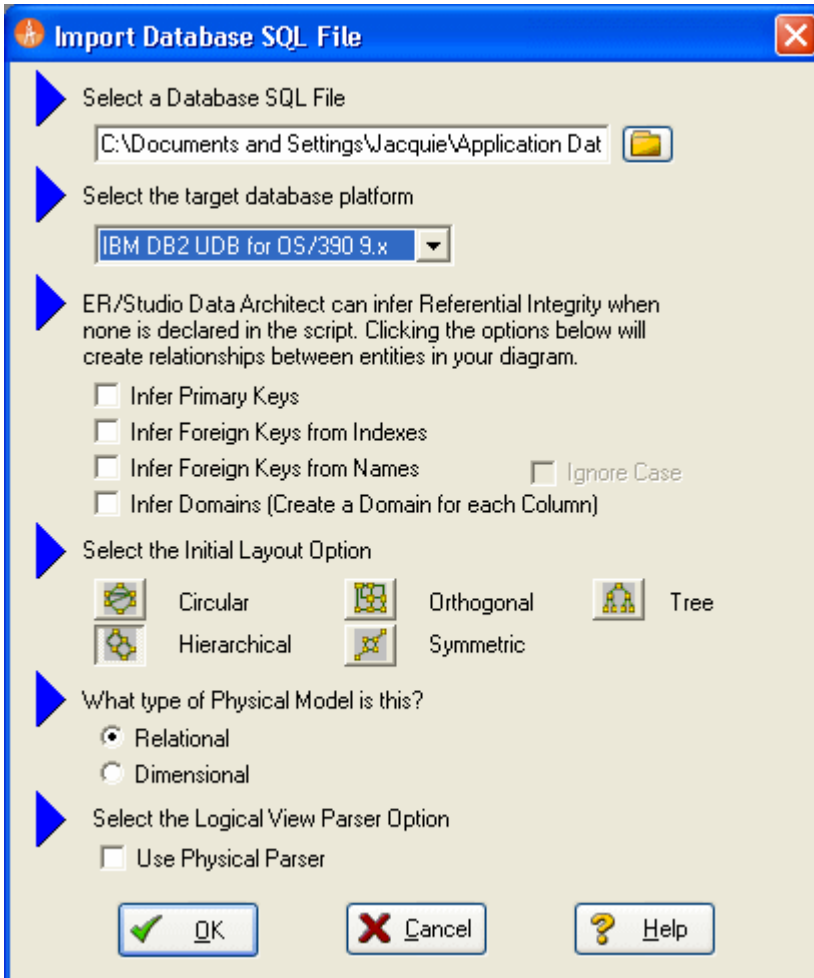 Import Database SQL File
Select a Database SQL File
C:\Documents and Settings\Jacquie\Application Dat
Select the target database platform
IBM DB2 UDB for OS/390 9.x
ER/Studio Data Architect can infer Referential Integrity when
none is declared in the script. Clicking the options below will
create relationships between entities in your diagram.
Infer Primary Keys
Infer Foreign Keys from Indexes
Infer Foreign Keys from Names Ignore Case
Infer Domains (Create a Domain for each Column)
Select the Initial Layout Option
Circular Orthogonal Tree
Hierarchical Symmetric
What type of Physical Model is this?
Relational
Dimensional
Select the Logical View Parser Option
Use Physical Parser
OK Cancel Help